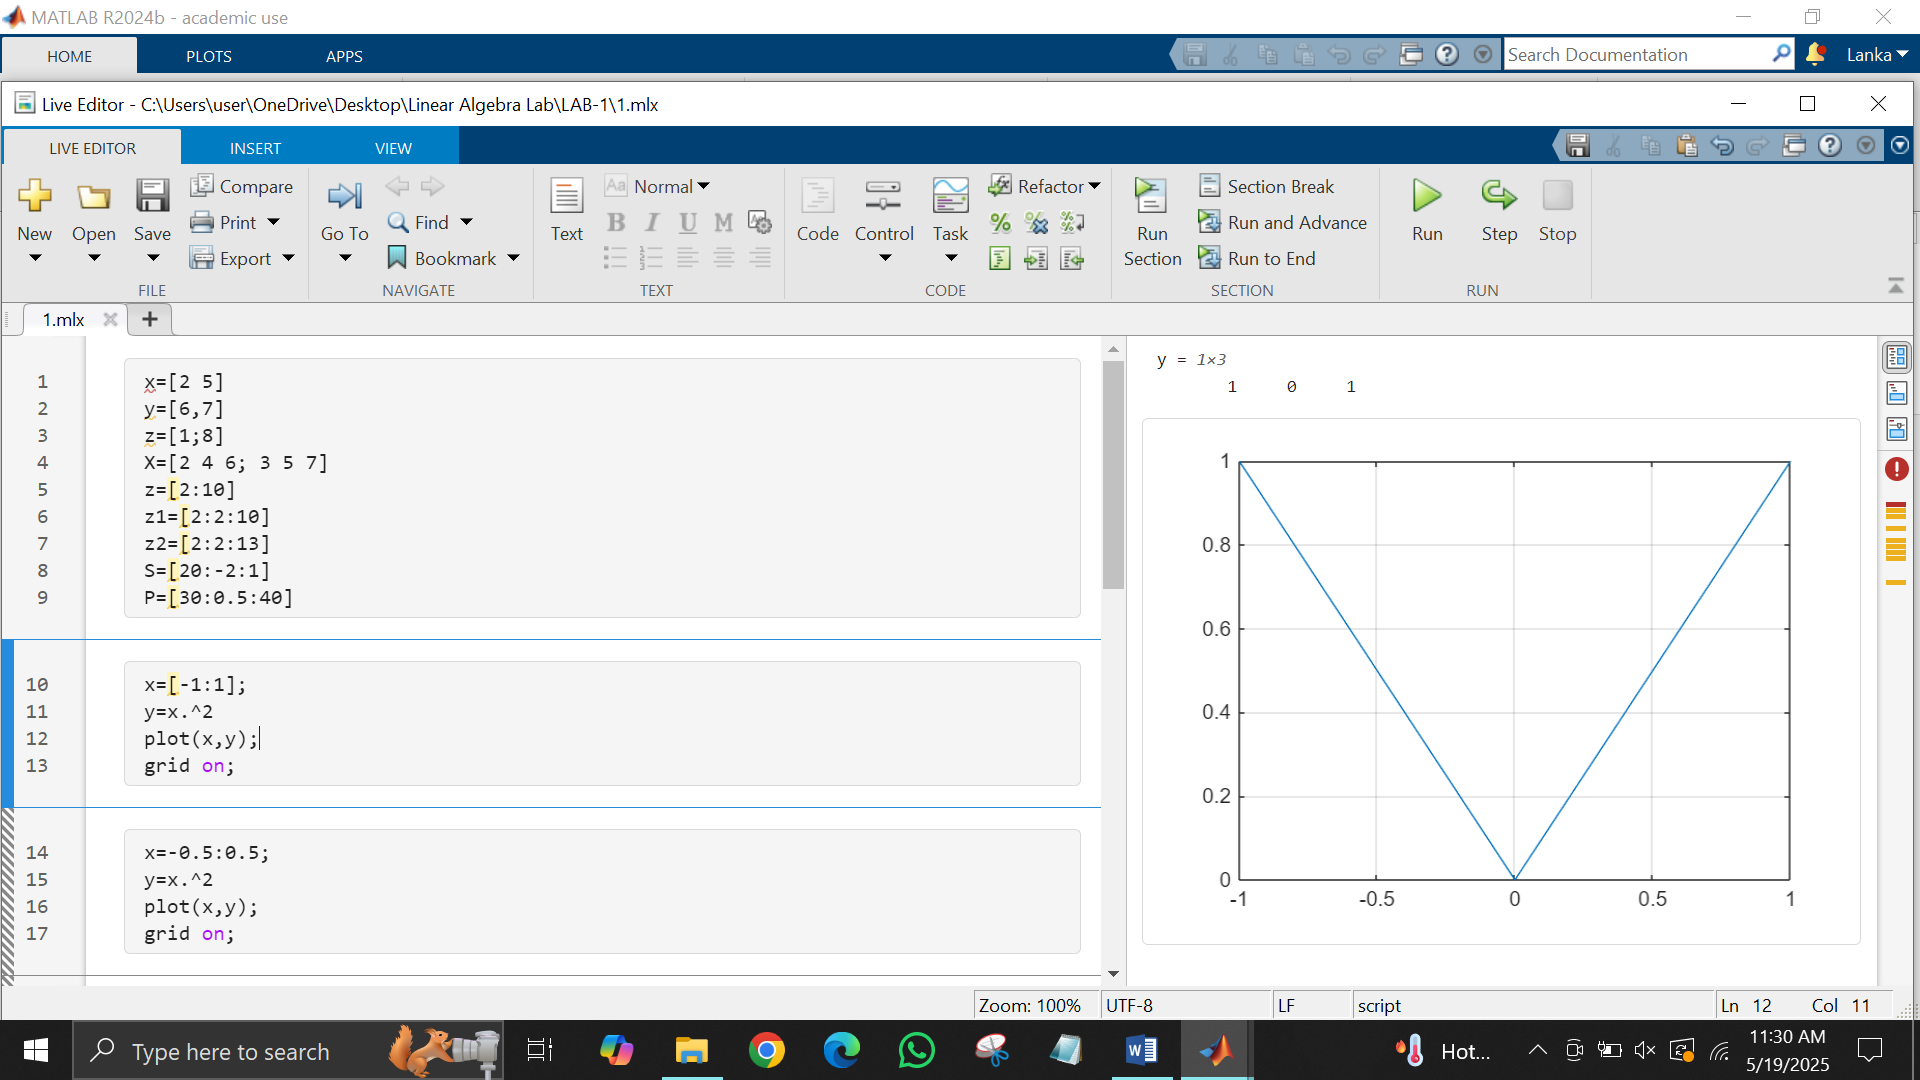 MATLAB R2024b - academic use
HOME PLOTS APPS
Search Documentation
Lanka
Live Editor - C:\Users\user\OneDrive\Desktop\Linear Algebra Lab\LAB-1\1.mlx
LIVE EDITOR INSERT VIEW
New Open Save Compare Print Export
FILE
Go To Find Bookmark
NAVIGATE
Text Aa Normal
B I U M
TEXT
Code Control Task Refactor
CODE
Run Section Section Break Run and Advance Run to End
SECTION
Run Step Stop
RUN
1.mlx
1 x=[2 5]
2 y=[6,7]
3 z=[1;8]
4 X=[2 4 6; 3 5 7]
5 z=[2:10]
6 z1=[2:2:10]
7 z2=[2:2:13]
8 S=[20:-2:1]
9 P=[30:0.5:40]
10 x=[-1:1];
11 y=x.^2
12 plot(x,y);
13 grid on;
14 x=-0.5:0.5;
15 y=x.^2
16 plot(x,y);
17 grid on;
y = 1×3
1 0 1
1
0.8
0.6
0.4
0.2
0
-1 -0.5 0 0.5 1
Zoom: 100% UTF-8 LF script Ln 12 Col 11
Type here to search
Hot...
11:30 AM
5/19/2025